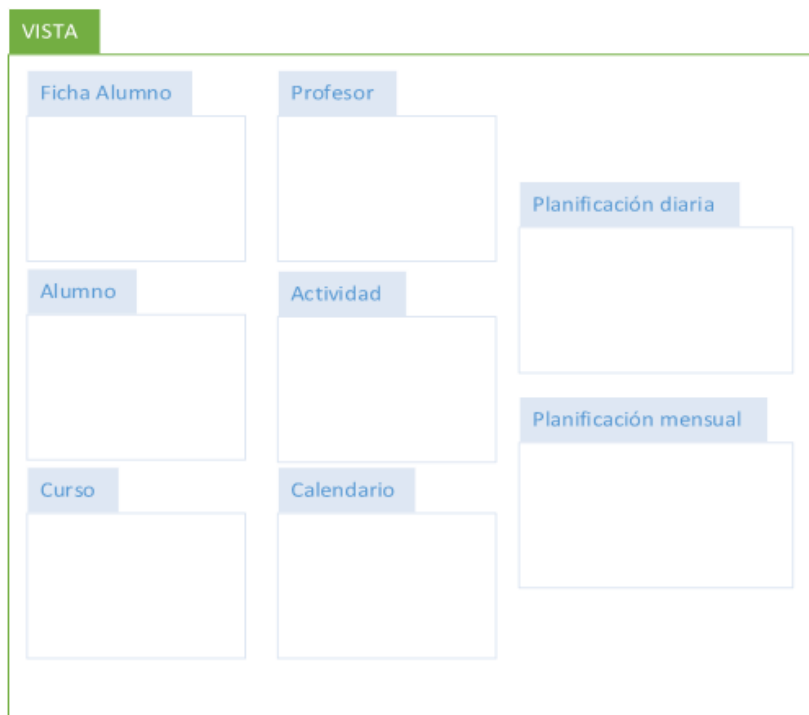 VISTA
Ficha Alumno
Profesor
Planificación diaria
Alumno
Actividad
Planificación mensual
Curso
Calendario